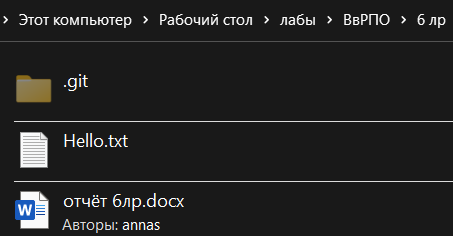 Этот компьютер > Рабочий стол > лабы > ВвРПО > 6 лр
.git
Hello.txt
отчёт 6лр.docx
Авторы: annas